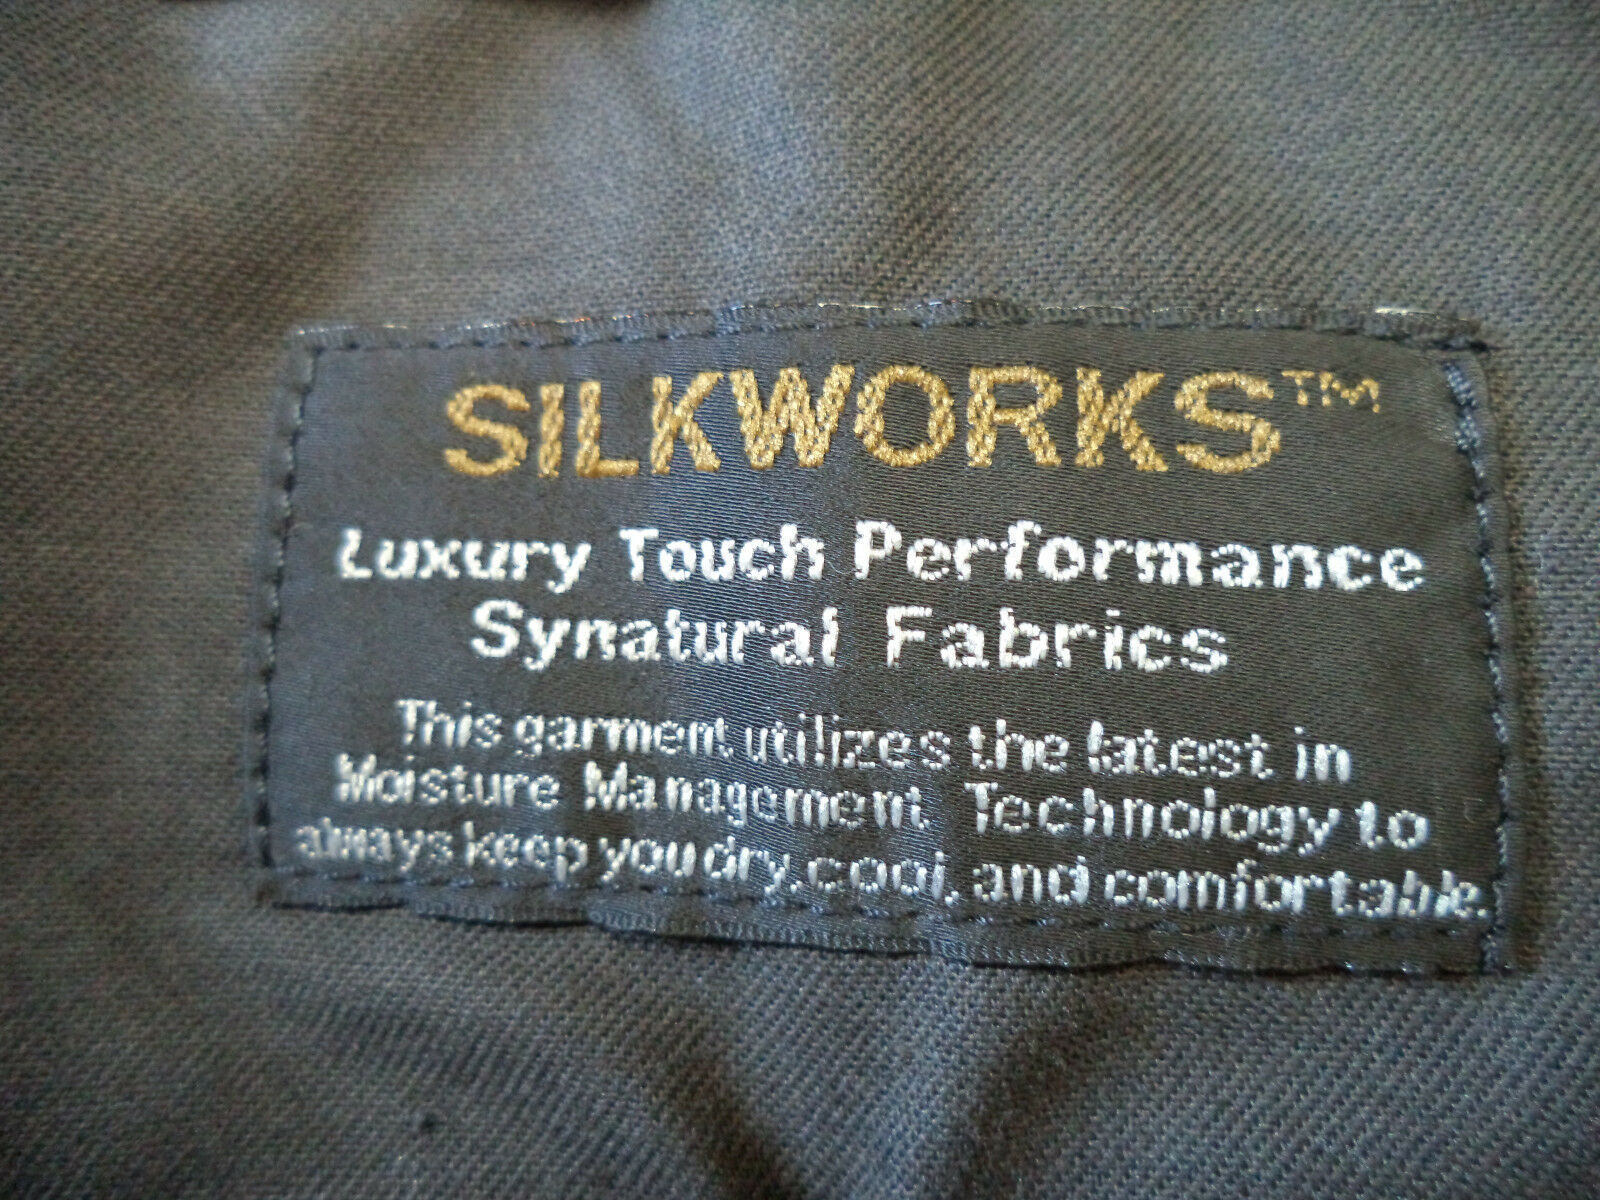 SILKWORKS™
Luxury Touch Performance
Synatural Fabrics
This garment utilizes the latest in
Moisture Management Technology to
always keep you dry, cool, and comfortable.